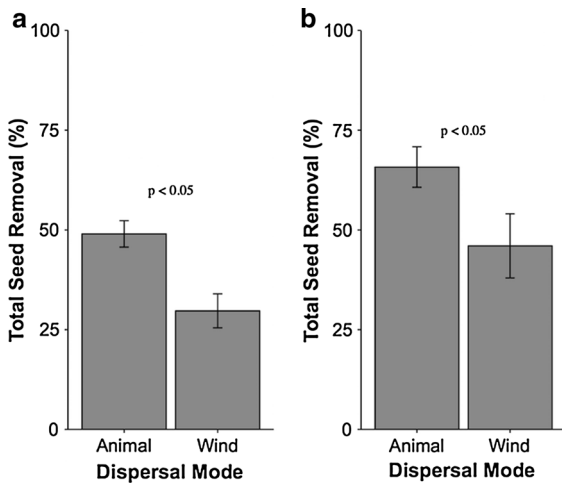 a
100
75
50
25
0
Total Seed Removal (%)
p < 0.05
Animal Wind
Dispersal Mode
b
100
75
50
25
0
Total Seed Removal (%)
p < 0.05
Animal Wind
Dispersal Mode